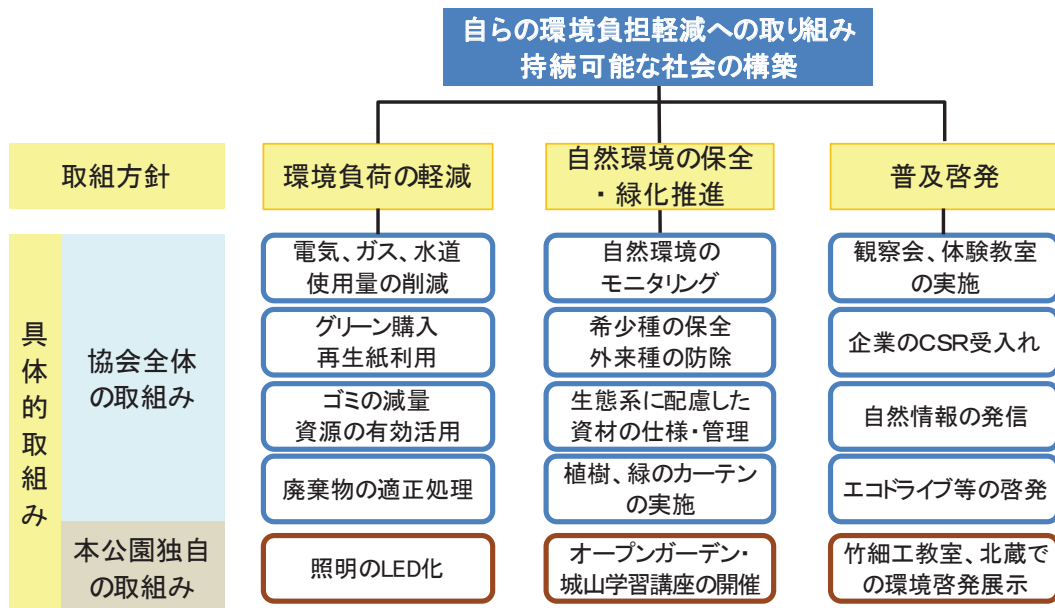 自らの環境負担軽減への取り組み
持続可能な社会の構築
取組方針
環境負荷の軽減
自然環境の保全
・緑化推進
普及啓発
具体的取組み
協会全体
の取組み
電気、ガス、水道
使用量の削減
自然環境の
モニタリング
観察会、体験教室
の実施
グリーン購入
再生紙利用
希少種の保全
外来種の防除
企業のCSR受入れ
ゴミの減量
資源の有効活用
生態系に配慮した
資材の仕様・管理
自然情報の発信
廃棄物の適正処理
植樹、緑のカーテン
の実施
エコドライブ等の啓発
本公園独自
の取組み
照明のLED化
オープンガーデン・
城山学習講座の開催
竹細工教室、北蔵で
の環境啓発展示